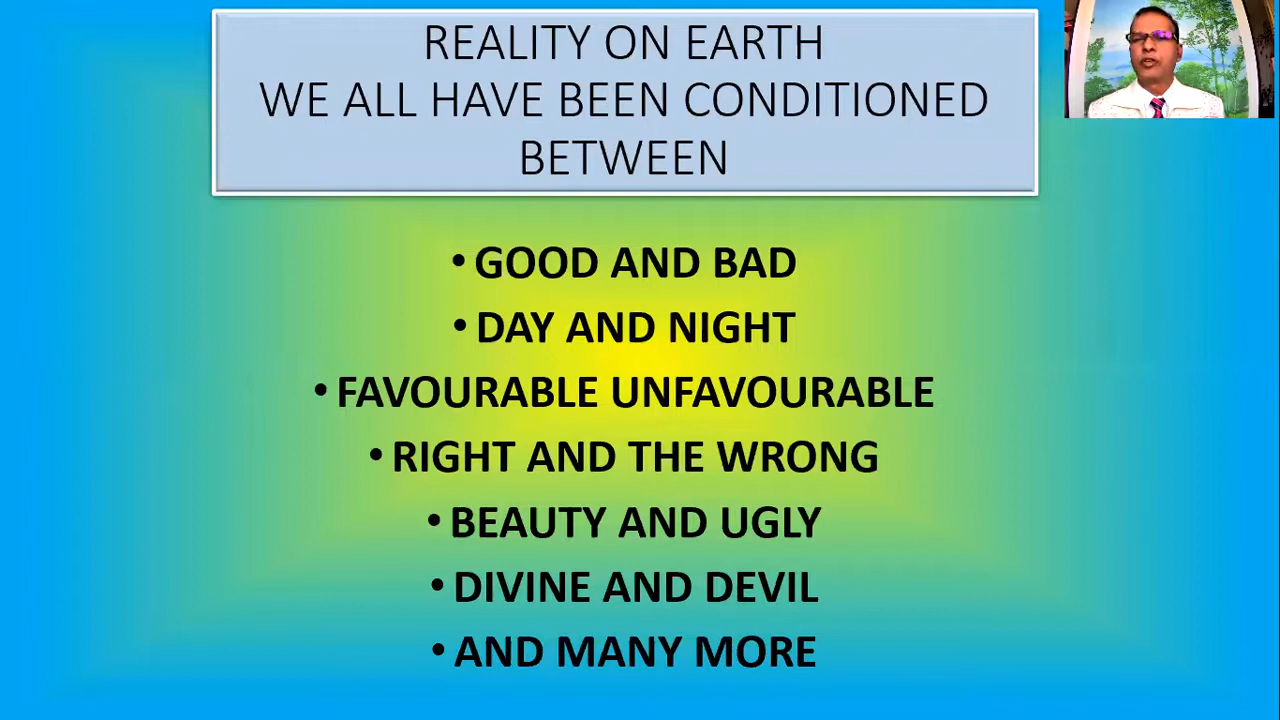 REALITY ON EARTH
WE ALL HAVE BEEN CONDITIONED
BETWEEN
• GOOD AND BAD
• DAY AND NIGHT
• FAVOURABLE UNFAVOURABLE
• RIGHT AND THE WRONG
• BEAUTY AND UGLY
• DIVINE AND DEVIL
• AND MANY MORE